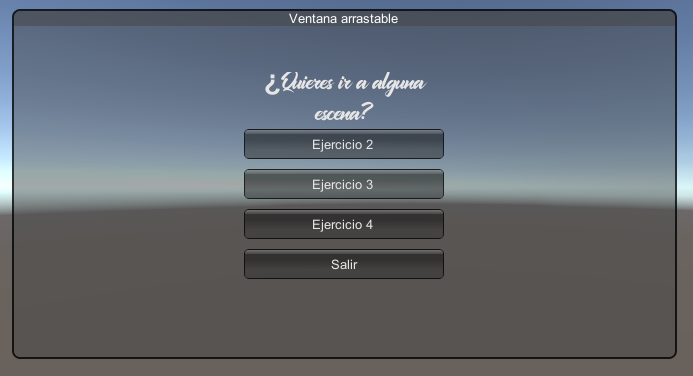 Ventana arrastable
¿Quieres ir a alguna
escena?
Ejercicio 2
Ejercicio 3
Ejercicio 4
Salir